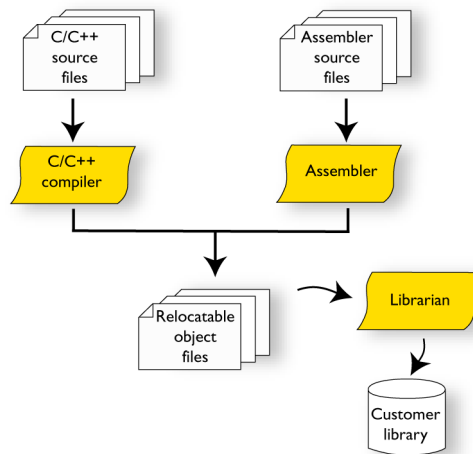 C/C++
source
files
Assembler
source
files
C/C++
compiler
Assembler
Relocatable
object
files
Librarian
Customer
library